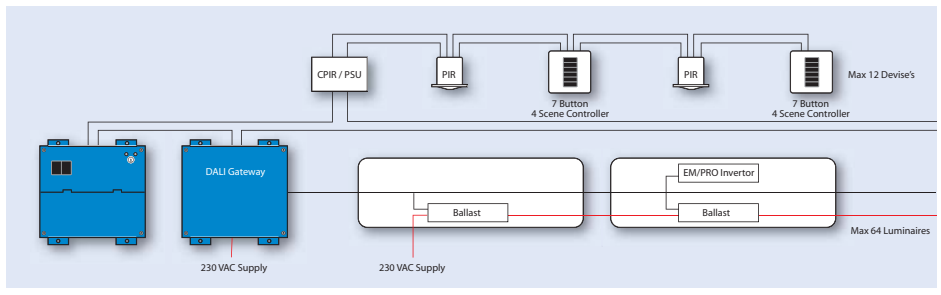 CPIR / PSU
PIR
PIR
Max 12 Devise's
7 Button
4 Scene Controller
7 Button
4 Scene Controller
DALI Gateway
EM/PRO Invertor
Ballast
Ballast
Max 64 Luminaires
230 VAC Supply
230 VAC Supply